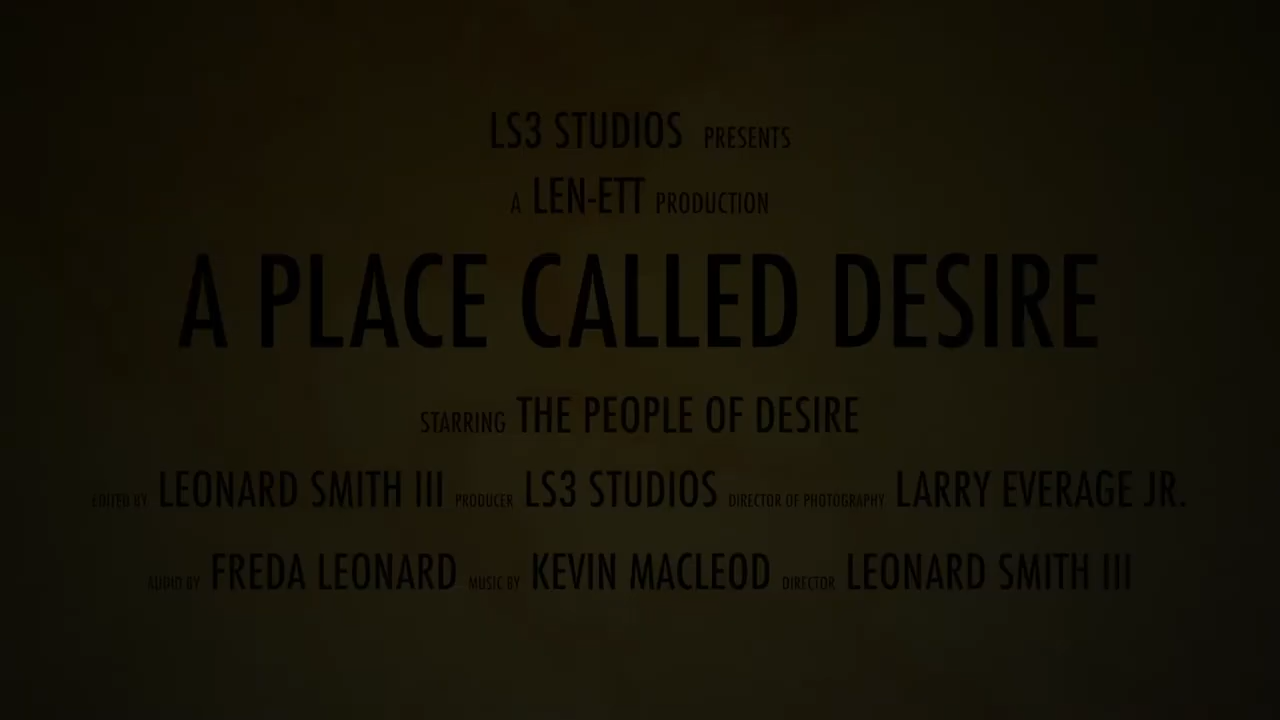 LS3 STUDIOS PRESENTS
A LEN-ETT PRODUCTION
A PLACE CALLED DESIRE
STARRING THE PEOPLE OF DESIRE
EDITED BY LEONARD SMITH III PRODUCER LS3 STUDIOS DIRECTOR OF PHOTOGRAPHY LARRY EVERAGE JR.
AUDIO BY FREDA LEONARD MUSIC BY KEVIN MACLEOD DIRECTOR LEONARD SMITH III